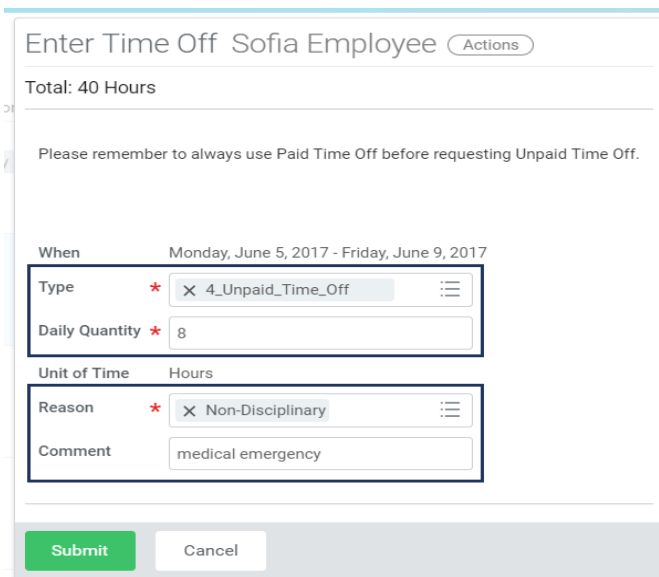 Enter Time Off Sofia Employee Actions
Total: 40 Hours
Please remember to always use Paid Time Off before requesting Unpaid Time Off.
When Monday, June 5, 2017 - Friday, June 9, 2017
Type * × 4_Unpaid_Time_Off
Daily Quantity * 8
Unit of Time Hours
Reason * × Non-Disciplinary
Comment medical emergency
Submit Cancel